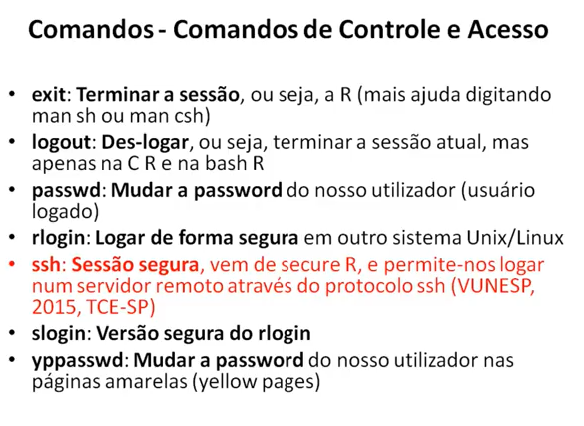 Comandos - Comandos de Controle e Acesso
• exit: Terminar a sessão, ou seja, a R (mais ajuda digitando
man sh ou man csh)
• logout: Des-logar, ou seja, terminar a sessão atual, mas
apenas na C R e na bash R
• passwd: Mudar a password do nosso utilizador (usuário
logado)
• rlogin: Logar de forma segura em outro sistema Unix/Linux
• ssh: Sessão segura, vem de secure R, e permite-nos logar
num servidor remoto através do protocolo ssh (VUNESP,
2015, TCE-SP)
• slogin: Versão segura do rlogin
• yppasswd: Mudar a password do nosso utilizador nas
páginas amarelas (yellow pages)